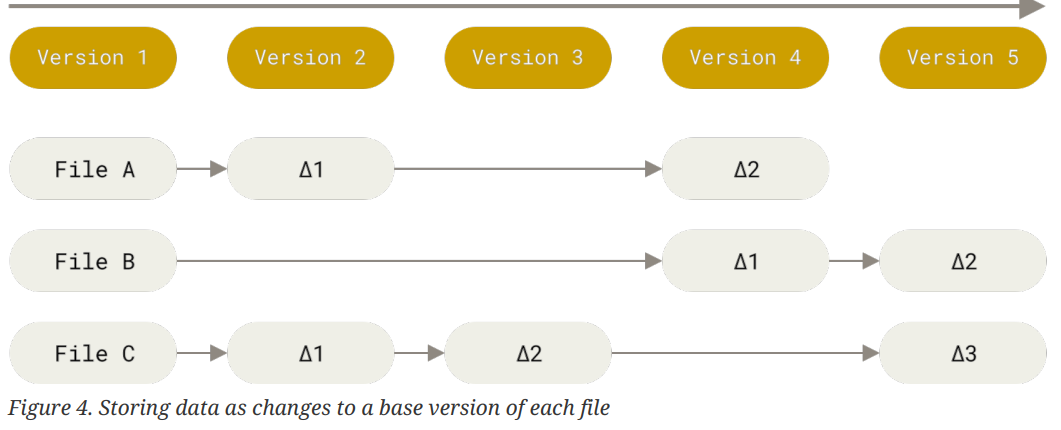 Version 1 Version 2 Version 3 Version 4 Version 5
File A Δ1 Δ2
File B Δ1 Δ2
File C Δ1 Δ2 Δ3
Figure 4. Storing data as changes to a base version of each file